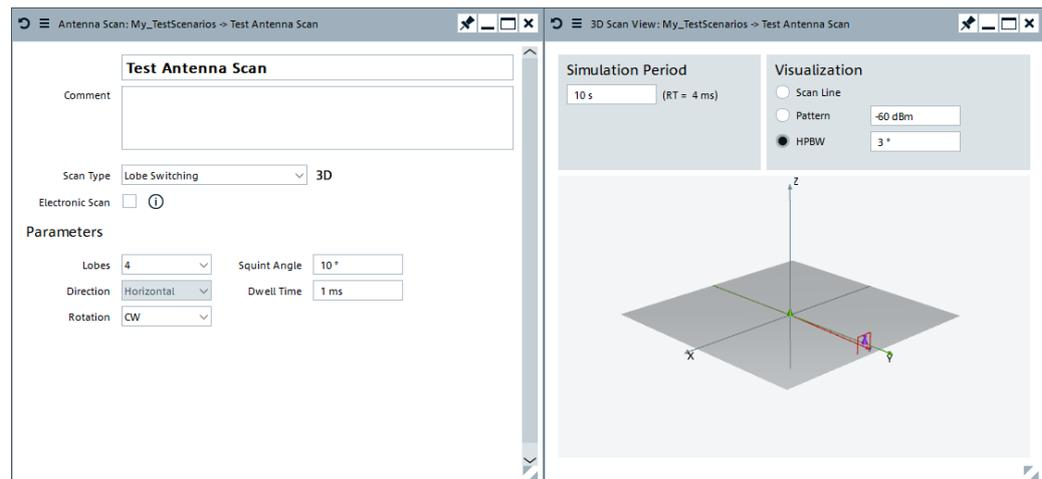 Antenna Scan: My_TestScenarios -> Test Antenna Scan
Test Antenna Scan
Comment
Scan Type Lobe Switching 3D
Electronic Scan
Parameters
Lobes 4 Squint Angle 10 °
Direction Horizontal Dwell Time 1 ms
Rotation CW
3D Scan View: My_TestScenarios -> Test Antenna Scan
Simulation Period
10 s (RT = 4 ms)
Visualization
Scan Line
Pattern -60 dBm
HPBW 3 °
Z
X
Y